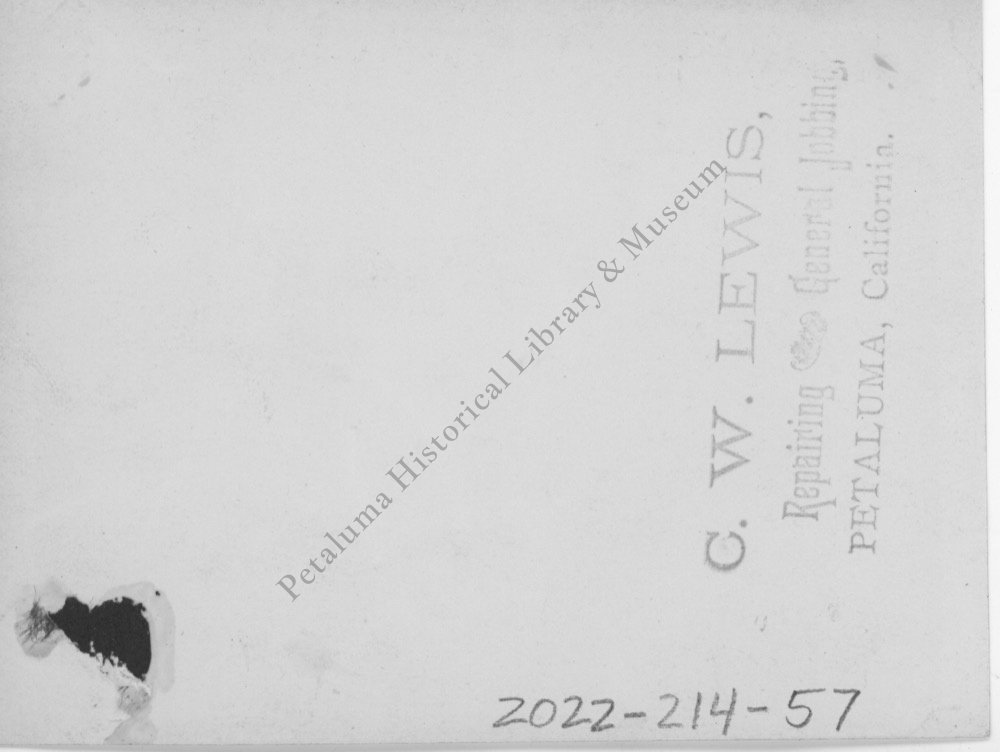 C. W. LEWIS,
Repairing General Jobbing,
PETALUMA, California.
Petaluma Historical Library & Museum
2022-214-57